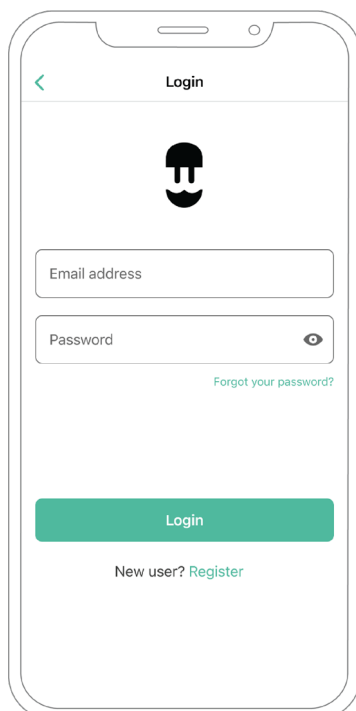 Login
Email address
Password
Forgot your password?
Login
New user? Register